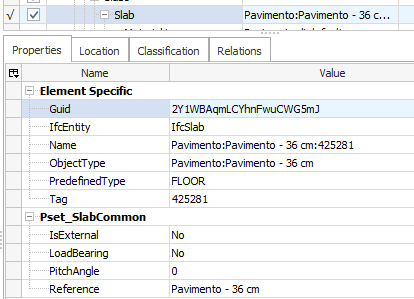 Slab Pavimento:Pavimento - 36 c...
Properties Location Classification Relations
Name Value
Element Specific
Guid 2Y1WBAqmLCYhnFwuCWG5mJ
IfcEntity IfcSlab
Name Pavimento:Pavimento - 36 cm:425281
ObjectType Pavimento:Pavimento - 36 cm
PredefinedType FLOOR
Tag 425281
Pset_SlabCommon
IsExternal No
LoadBearing No
PitchAngle 0
Reference Pavimento - 36 cm